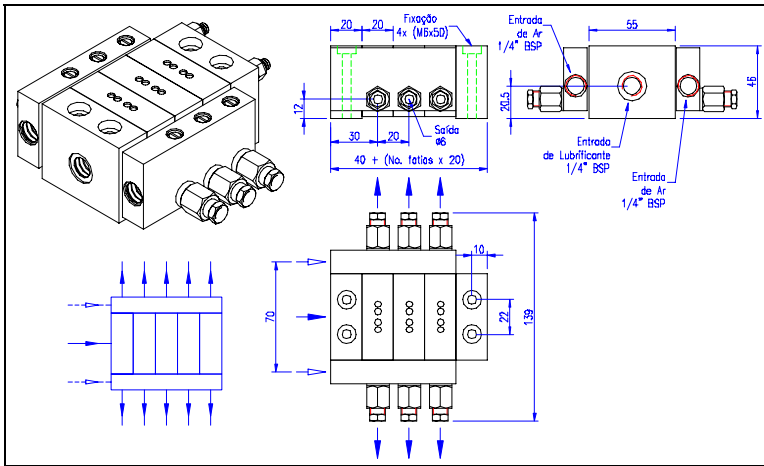 20
20
Fixação
4x (M6x50)
12
30
20
Saída
ø6
40 + (No. fatias x 20)
Entrada
de Ar
1/4" BSP
55
20.5
46
Entrada
de Lubrificante
1/4" BSP
Entrada
de Ar
1/4" BSP
70
10
22
139